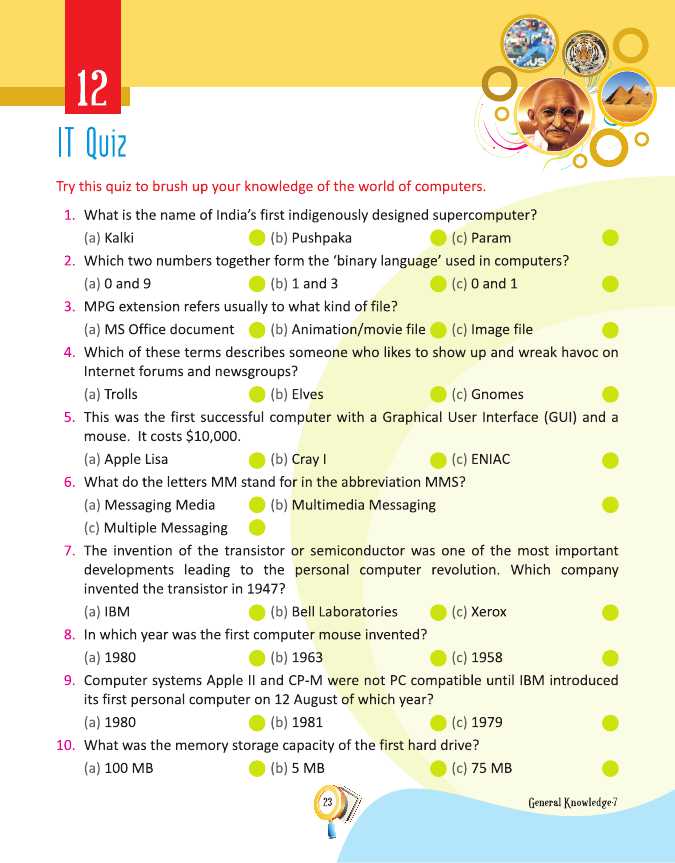 12
IT Quiz
Try this quiz to brush up your knowledge of the world of computers.
1. What is the name of India's first indigenously designed supercomputer?
(a) Kalki (b) Pushpaka (c) Param
2. Which two numbers together form the 'binary language' used in computers?
(a) 0 and 9 (b) 1 and 3 (c) 0 and 1
3. MPG extension refers usually to what kind of file?
(a) MS Office document (b) Animation/movie file (c) Image file
4. Which of these terms describes someone who likes to show up and wreak havoc on
Internet forums and newsgroups?
(a) Trolls (b) Elves (c) Gnomes
5. This was the first successful computer with a Graphical User Interface (GUI) and a
mouse. It costs $10,000.
(a) Apple Lisa (b) Cray I (c) ENIAC
6. What do the letters MM stand for in the abbreviation MMS?
(a) Messaging Media (b) Multimedia Messaging
(c) Multiple Messaging
7. The invention of the transistor or semiconductor was one of the most important
developments leading to the personal computer revolution. Which company
invented the transistor in 1947?
(a) IBM (b) Bell Laboratories (c) Xerox
8. In which year was the first computer mouse invented?
(a) 1980 (b) 1963 (c) 1958
9. Computer systems Apple II and CP-M were not PC compatible until IBM introduced
its first personal computer on 12 August of which year?
(a) 1980 (b) 1981 (c) 1979
10. What was the memory storage capacity of the first hard drive?
(a) 100 MB (b) 5 MB (c) 75 MB
23
General Knowledge-7